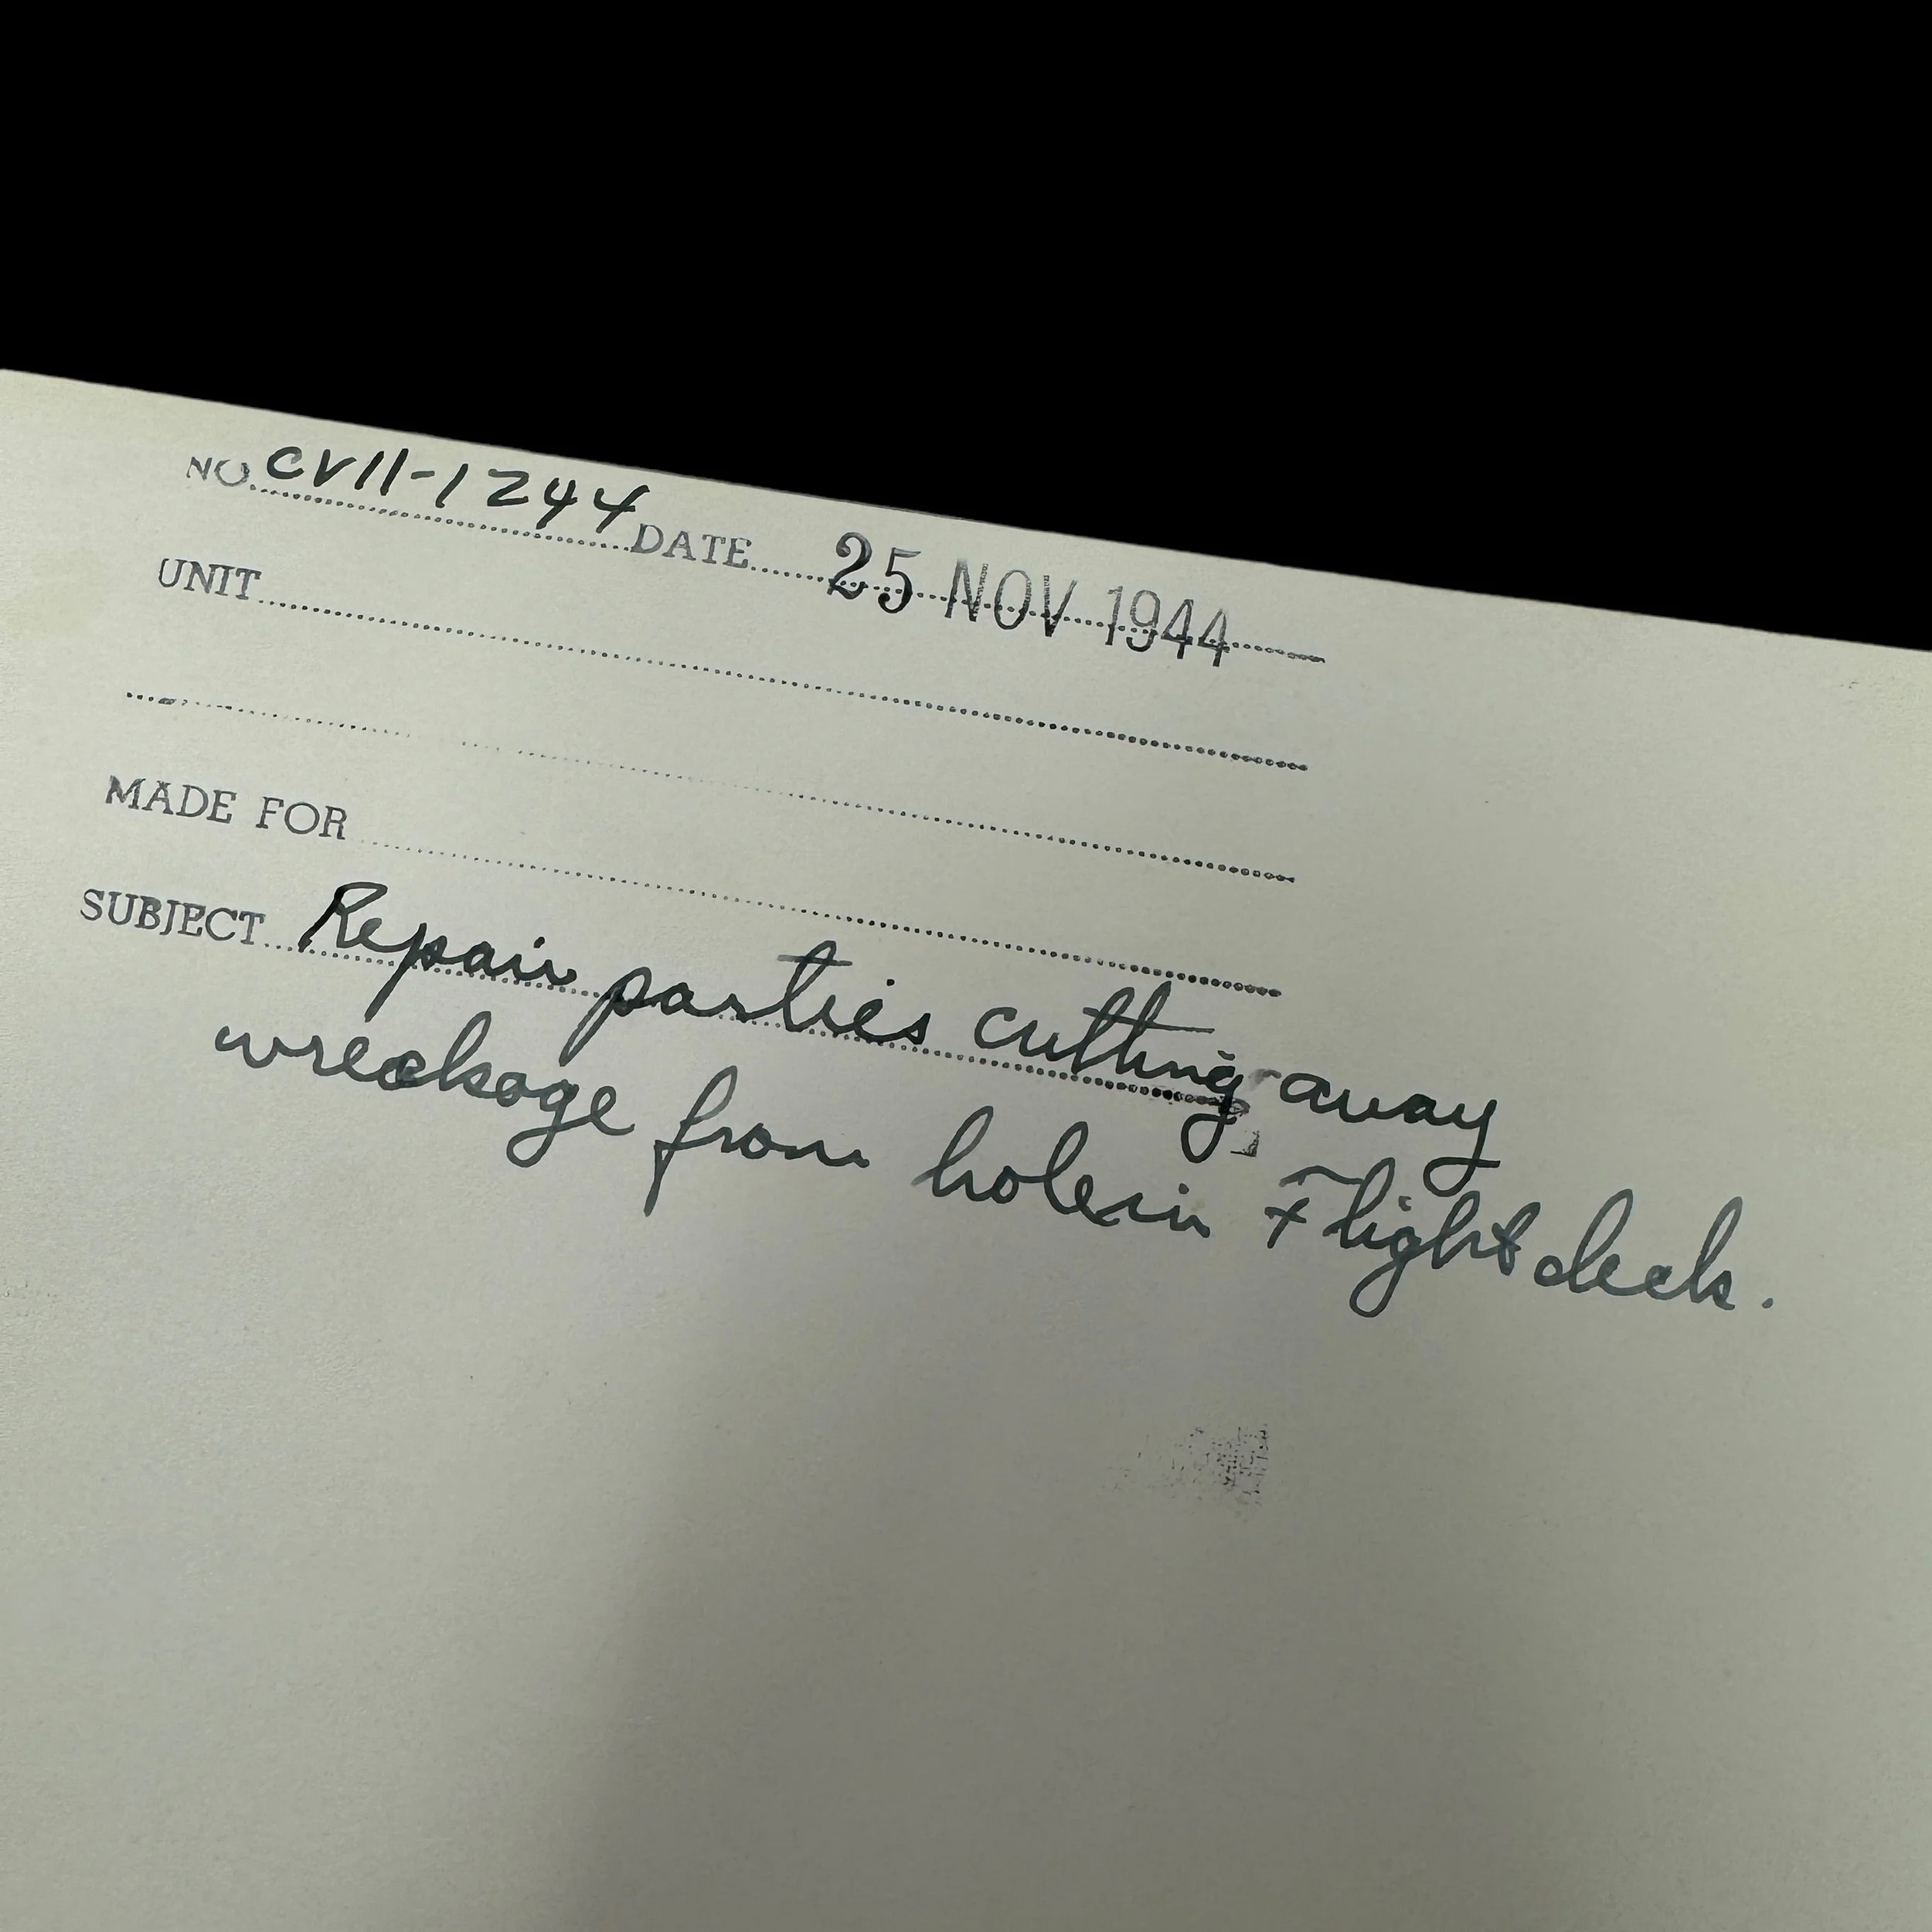 NO. CV11-1244 DATE 25 NOV 1944
UNIT
MADE FOR
SUBJECT Repair parties cutting away
wreckage from hole in Flight deck.